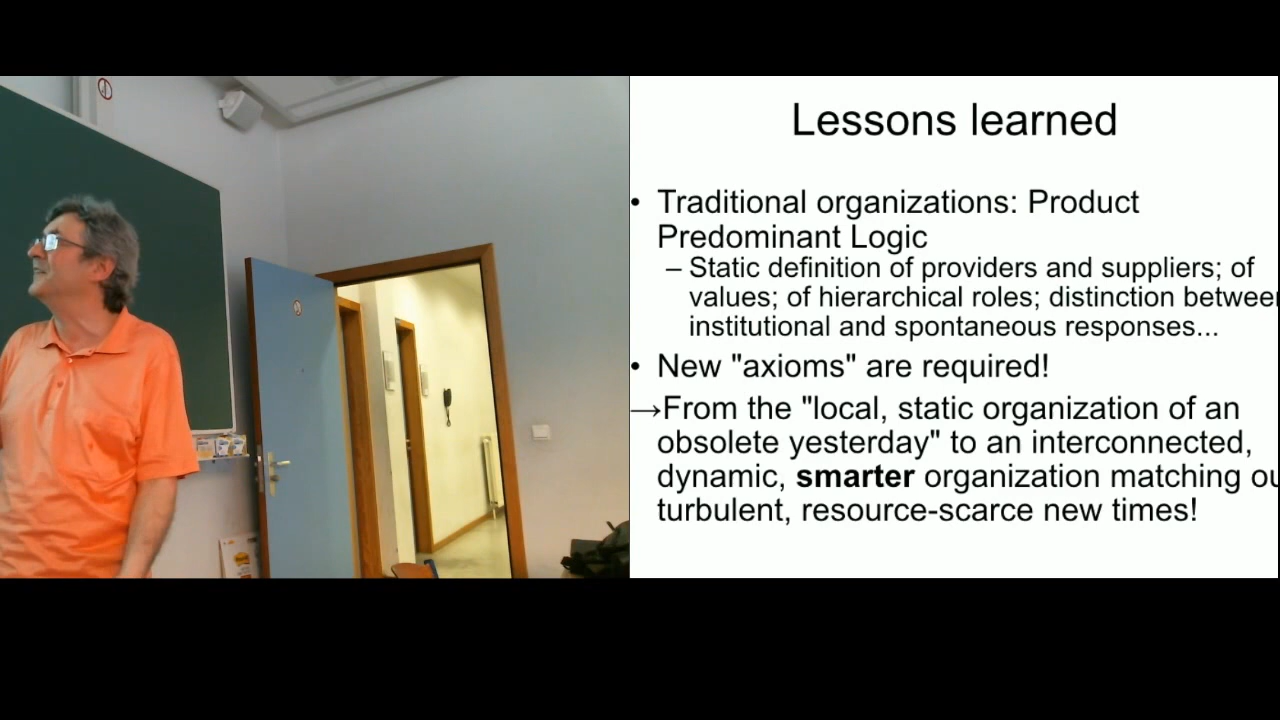 Lessons learned
• Traditional organizations: Product
Predominant Logic
– Static definition of providers and suppliers; of
values; of hierarchical roles; distinction between
institutional and spontaneous responses...
• New "axioms" are required!
→From the "local, static organization of an
obsolete yesterday" to an interconnected,
dynamic, smarter organization matching ou
turbulent, resource-scarce new times!